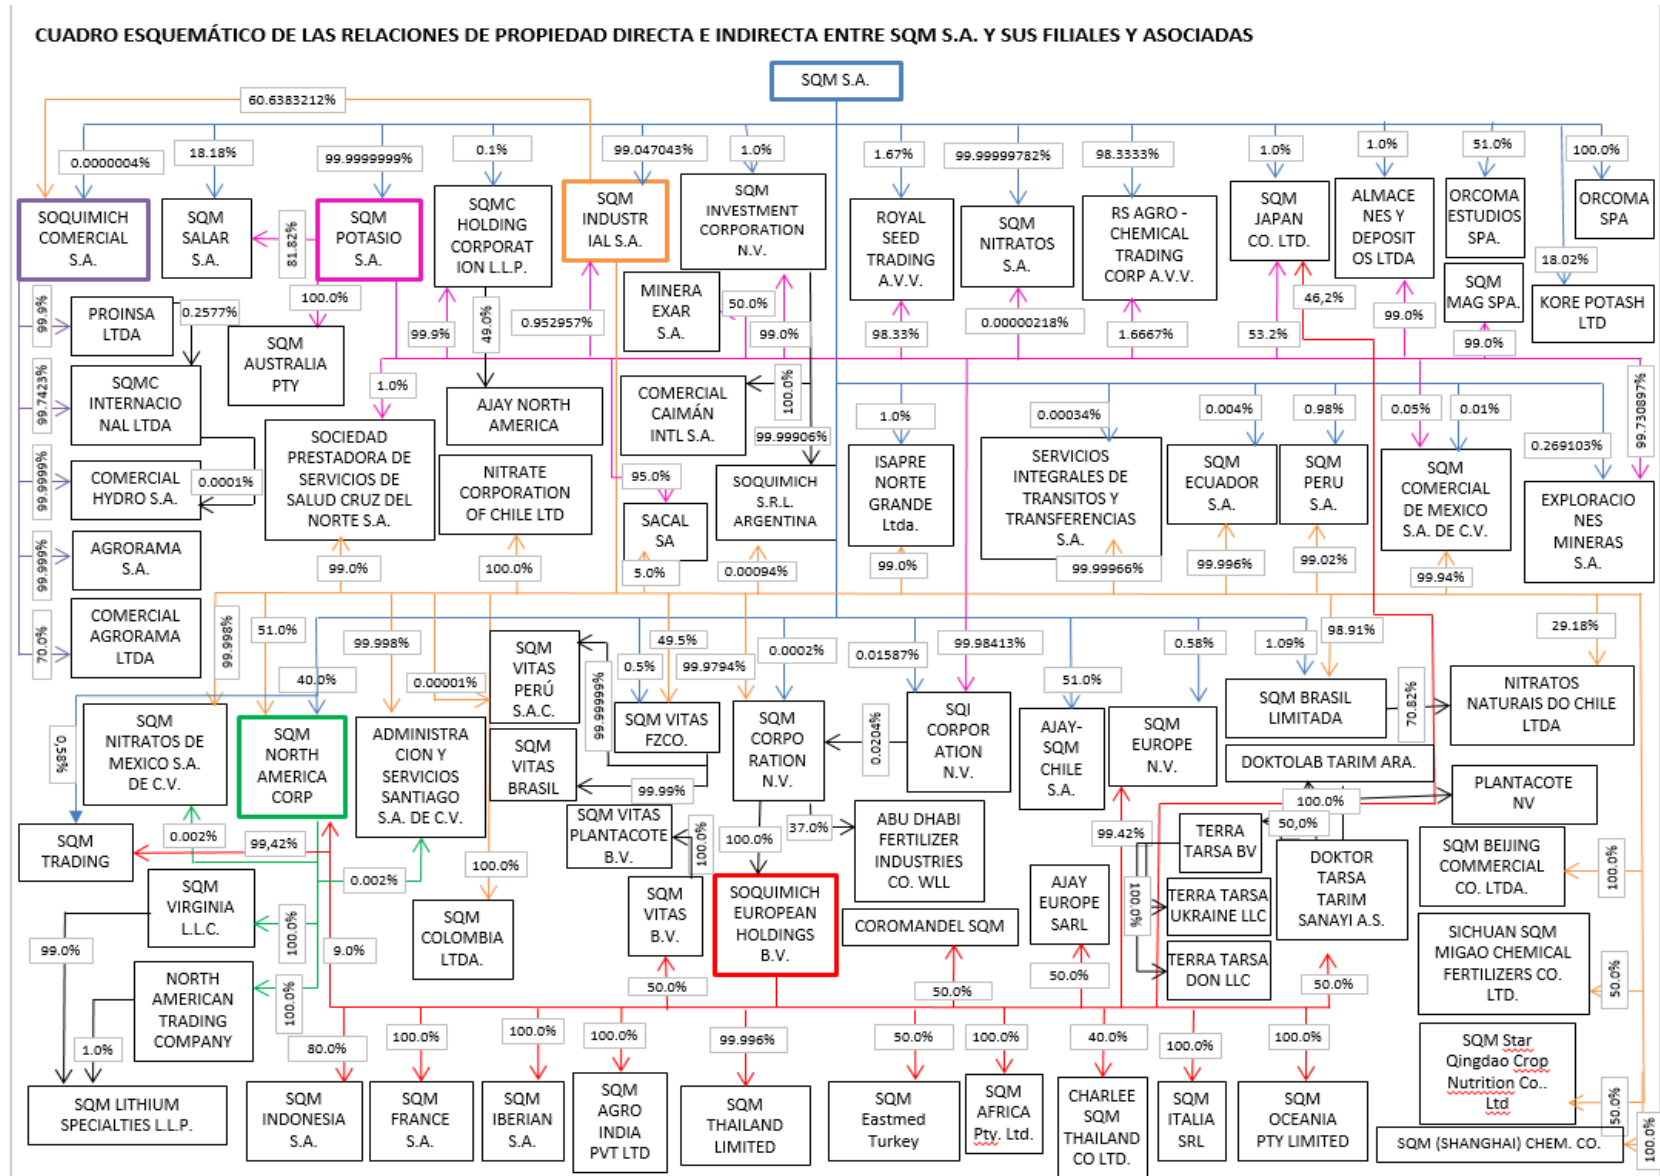 CUADRO ESQUEMÁTICO DE LAS RELACIONES DE PROPIEDAD DIRECTA E INDIRECTA ENTRE SQM S.A. Y SUS FILIALES Y ASOCIADAS
SQM S.A.
60.6383212%
0.0000004%
18.18%
99.9999999%
0.1%
99.047043%
1.0%
1.67%
99.99999782%
98.3333%
1.0%
1.0%
51.0%
100.0%
SOQUIMICH
COMERCIAL
S.A.
SQM
SALAR
S.A.
81.82%
SQM
POTASIO
S.A.
SQMC
HOLDING
CORPORAT
ION L.L.P.
SQM
INDUSTR
IAL S.A.
SQM
INVESTMENT
CORPORATION
N.V.
ROYAL
SEED
TRADING
A.V.V.
SQM
NITRATOS
S.A.
RS AGRO -
CHEMICAL
TRADING
CORP A.V.V.
SQM
JAPAN
CO. LTD.
ALMACE
NES Y
DEPOSIT
OS LTDA
ORCOMA
ESTUDIOS
SPA.
ORCOMA
SPA
18.02%
SQM
MAG SPA.
KORE POTASH
LTD
99.9%
PROINSA
LTDA
0.2577%
100.0%
99.9%
49.0%
0.952957%
MINERA
EXAR
S.A.
50.0%
99.0%
98.33%
0.00000218%
1.6667%
53.2%
46,2%
99.0%
99.0%
SQM
AUSTRALIA
PTY
99.7423%
SQMC
INTERNACIO
NAL LTDA
1.0%
AJAY NORTH
AMERICA
COMERCIAL
CAIMÁN
INTL S.A.
100.0%
99.99906%
1.0%
0.00034%
0.004%
0.98%
0.05%
0.01%
0.269103%
99.730897%
SOCIEDAD
PRESTADORA DE
SERVICIOS DE
SALUD CRUZ DEL
NORTE S.A.
NITRATE
CORPORATION
OF CHILE LTD
95.0%
SACAL
SA
SOQUIMICH
S.R.L.
ARGENTINA
ISAPRE
NORTE
GRANDE
Ltda.
SERVICIOS
INTEGRALES DE
TRANSITOS Y
TRANSFERENCIAS
S.A.
SQM
ECUADOR
S.A.
SQM
PERU S.A.
SQM
COMERCIAL
DE MEXICO
S.A. DE C.V.
EXPLORACIO
NES
MINERAS
S.A.
99.9999%
COMERCIAL
HYDRO S.A.
0.0001%
99.999%
AGRORAMA
S.A.
70.0%
COMERCIAL
AGRORAMA
LTDA
99.0%
100.0%
5.0%
0.00094%
99.0%
99.99966%
99.996%
99.02%
99.94%
99.998%
51.0%
40.0%
99.998%
0.00001%
SQM
VITAS
PERÚ
S.A.C.
99.99999%
0.5%
49.5%
99.9794%
0.0002%
0.01587%
99.98413%
51.0%
0.58%
1.09%
98.91%
29.18%
0,58%
SQM
NITRATOS DE
MEXICO S.A.
DE C.V.
SQM
NORTH
AMERICA
CORP
ADMINISTRA
CION Y
SERVICIOS
SANTIAGO
S.A. DE C.V.
SQM
VITAS
BRASIL
SQM VITAS
FZCO.
99.99%
SQM
CORPO
RATION
N.V.
0.0204%
SQI
CORPOR
ATION
N.V.
AJAY-
SQM
CHILE
S.A.
SQM
EUROPE
N.V.
SQM BRASIL
LIMITADA
70.82%
NITRATOS
NATURAIS DO CHILE
LTDA
DOKTOLAB TARIM ARA.
PLANTACOTE
NV
100.0%
50,0%
SQM
TRADING
0.002%
99,42%
0.002%
100.0%
SQM VITAS
PLANTACOTE
B.V.
100.0%
100.0%
37.0%
ABU DHABI
FERTILIZER
INDUSTRIES
CO. WLL
99.42%
TERRA
TARSA BV
DOKTOR
TARSA
TARIM
SANAYI A.S.
SQM BEIJING
COMMERCIAL
CO. LTDA.
100.0%
SQM
VIRGINIA
L.L.C.
100.0%
9.0%
99.0%
SQM
COLOMBIA
LTDA.
SQM
VITAS
B.V.
SOQUIMICH
EUROPEAN
HOLDINGS
B.V.
COROMANDEL SQM
AJAY
EUROPE
SARL
100.0%
TERRA TARSA
UKRAINE LLC
TERRA TARSA
DON LLC
SICHUAN SQM
MIGAO CHEMICAL
FERTILIZERS CO.
LTD.
50.0%
NORTH
AMERICAN
TRADING
COMPANY
100.0%
50.0%
50.0%
50.0%
50.0%
1.0%
80.0%
100.0%
100.0%
100.0%
99.996%
50.0%
100.0%
40.0%
100.0%
100.0%
SQM Star
Qingdao Crop
Nutrition Co..
Ltd
50.0%
SQM LITHIUM
SPECIALTIES L.L.P.
SQM
INDONESIA
S.A.
SQM
FRANCE
S.A.
SQM
IBERIAN
S.A.
SQM
AGRO
INDIA
PVT LTD
SQM
THAILAND
LIMITED
SQM
Eastmed
Turkey
SQM
AFRICA
Pty. Ltd.
CHARLEE
SQM
THAILAND
CO LTD.
SQM
ITALIA
SRL
SQM
OCEANIA
PTY LIMITED
SQM (SHANGHAI) CHEM. CO.
100.0%